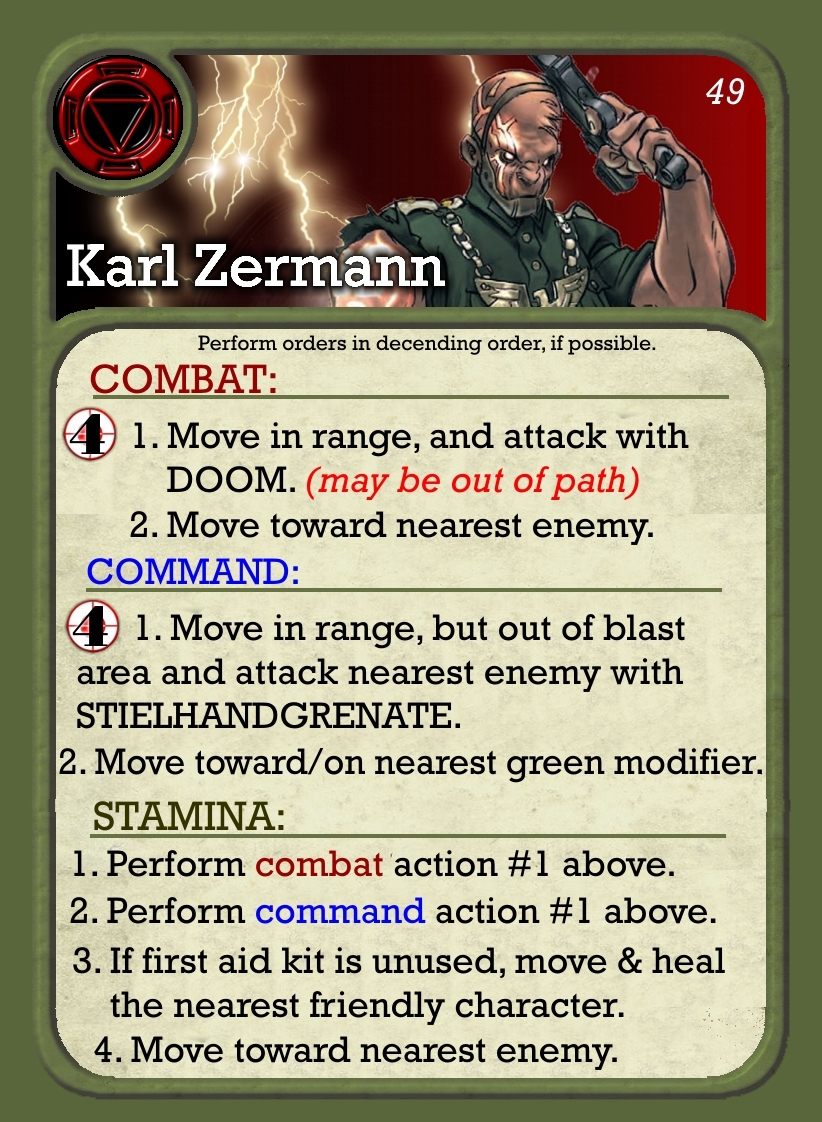 49
Karl Zermann
Perform orders in decending order, if possible.
COMBAT:
4 1. Move in range, and attack with
DOOM. (may be out of path)
2. Move toward nearest enemy.
COMMAND:
4 1. Move in range, but out of blast
area and attack nearest enemy with
STIELHANDGRENATE.
2. Move toward/on nearest green modifier.
STAMINA:
1. Perform combat action #1 above.
2. Perform command action #1 above.
3. If first aid kit is unused, move & heal
the nearest friendly character.
4. Move toward nearest enemy.